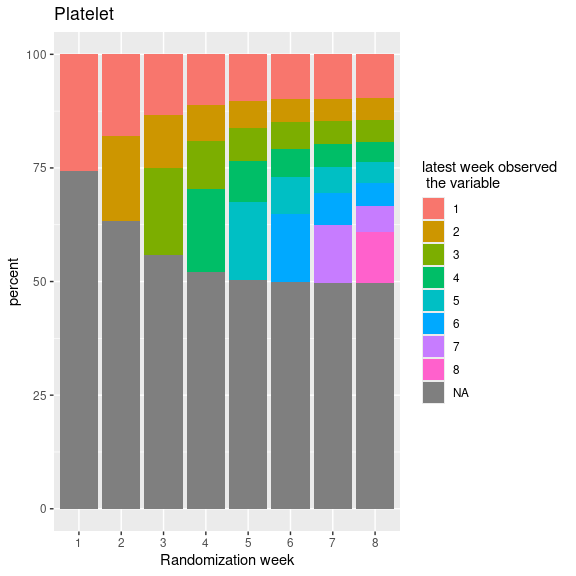 Platelet
100
75
50
25
0
percent
1 2 3 4 5 6 7 8
Randomization week
latest week observed
the variable
1
2
3
4
5
6
7
8
NA